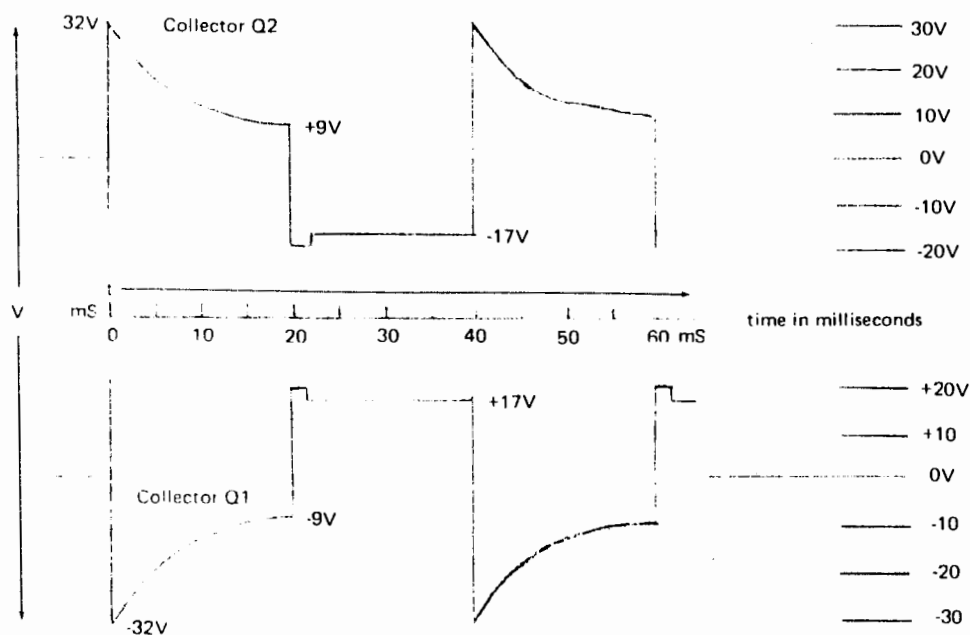 32V Collector Q2 30V
20V
10V
+9V
0V
-10V
-17V
-20V
V mS
0 10 20 30 40 50 60 mS time in milliseconds
+20V
+17V
+10
0V
Collector Q1
-9V
-10
-20
-32V
-30